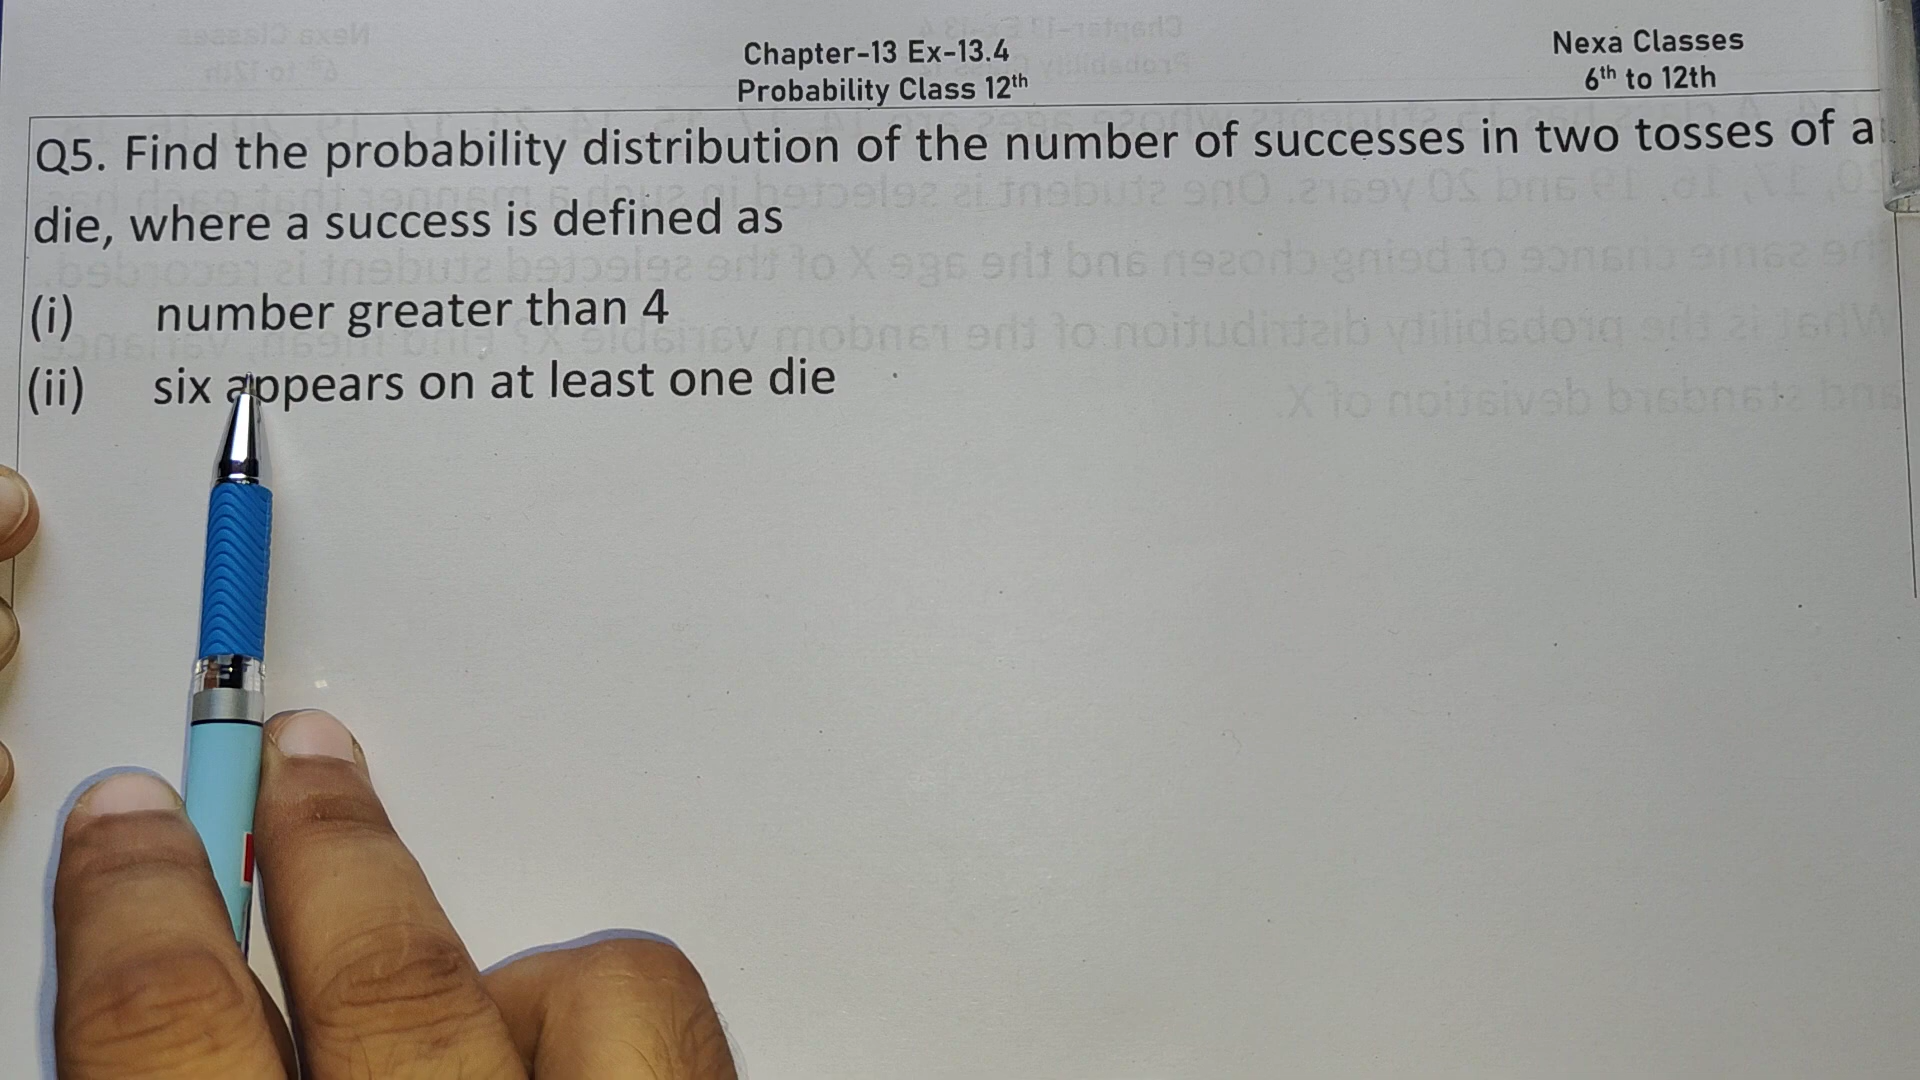 Chapter-13 Ex-13.4
Probability Class 12th
Nexa Classes
6th to 12th
Q5. Find the probability distribution of the number of successes in two tosses of a
die, where a success is defined as
(i) number greater than 4
(ii) six appears on at least one die